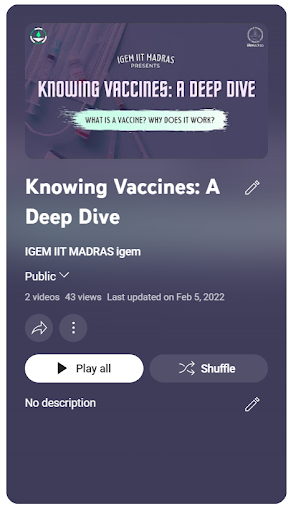 IGEM IIT MADRAS
PRESENTS
KNOWING VACCINES: A DEEP DIVE
WHAT IS A VACCINE? WHY DOES IT WORK?
Knowing Vaccines: A
Deep Dive
IGEM IIT MADRAS igem
Public
2 videos 43 views Last updated on Feb 5, 2022
Play all
Shuffle
No description